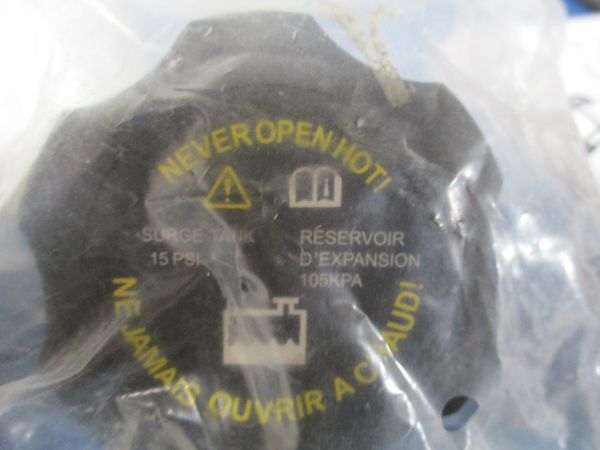 NEVER OPEN HOT!
SURGE TANK
15 PSI
RÉSERVOIR
D'EXPANSION
105KPA
NE JAMAIS OUVRIR A CHAUD!